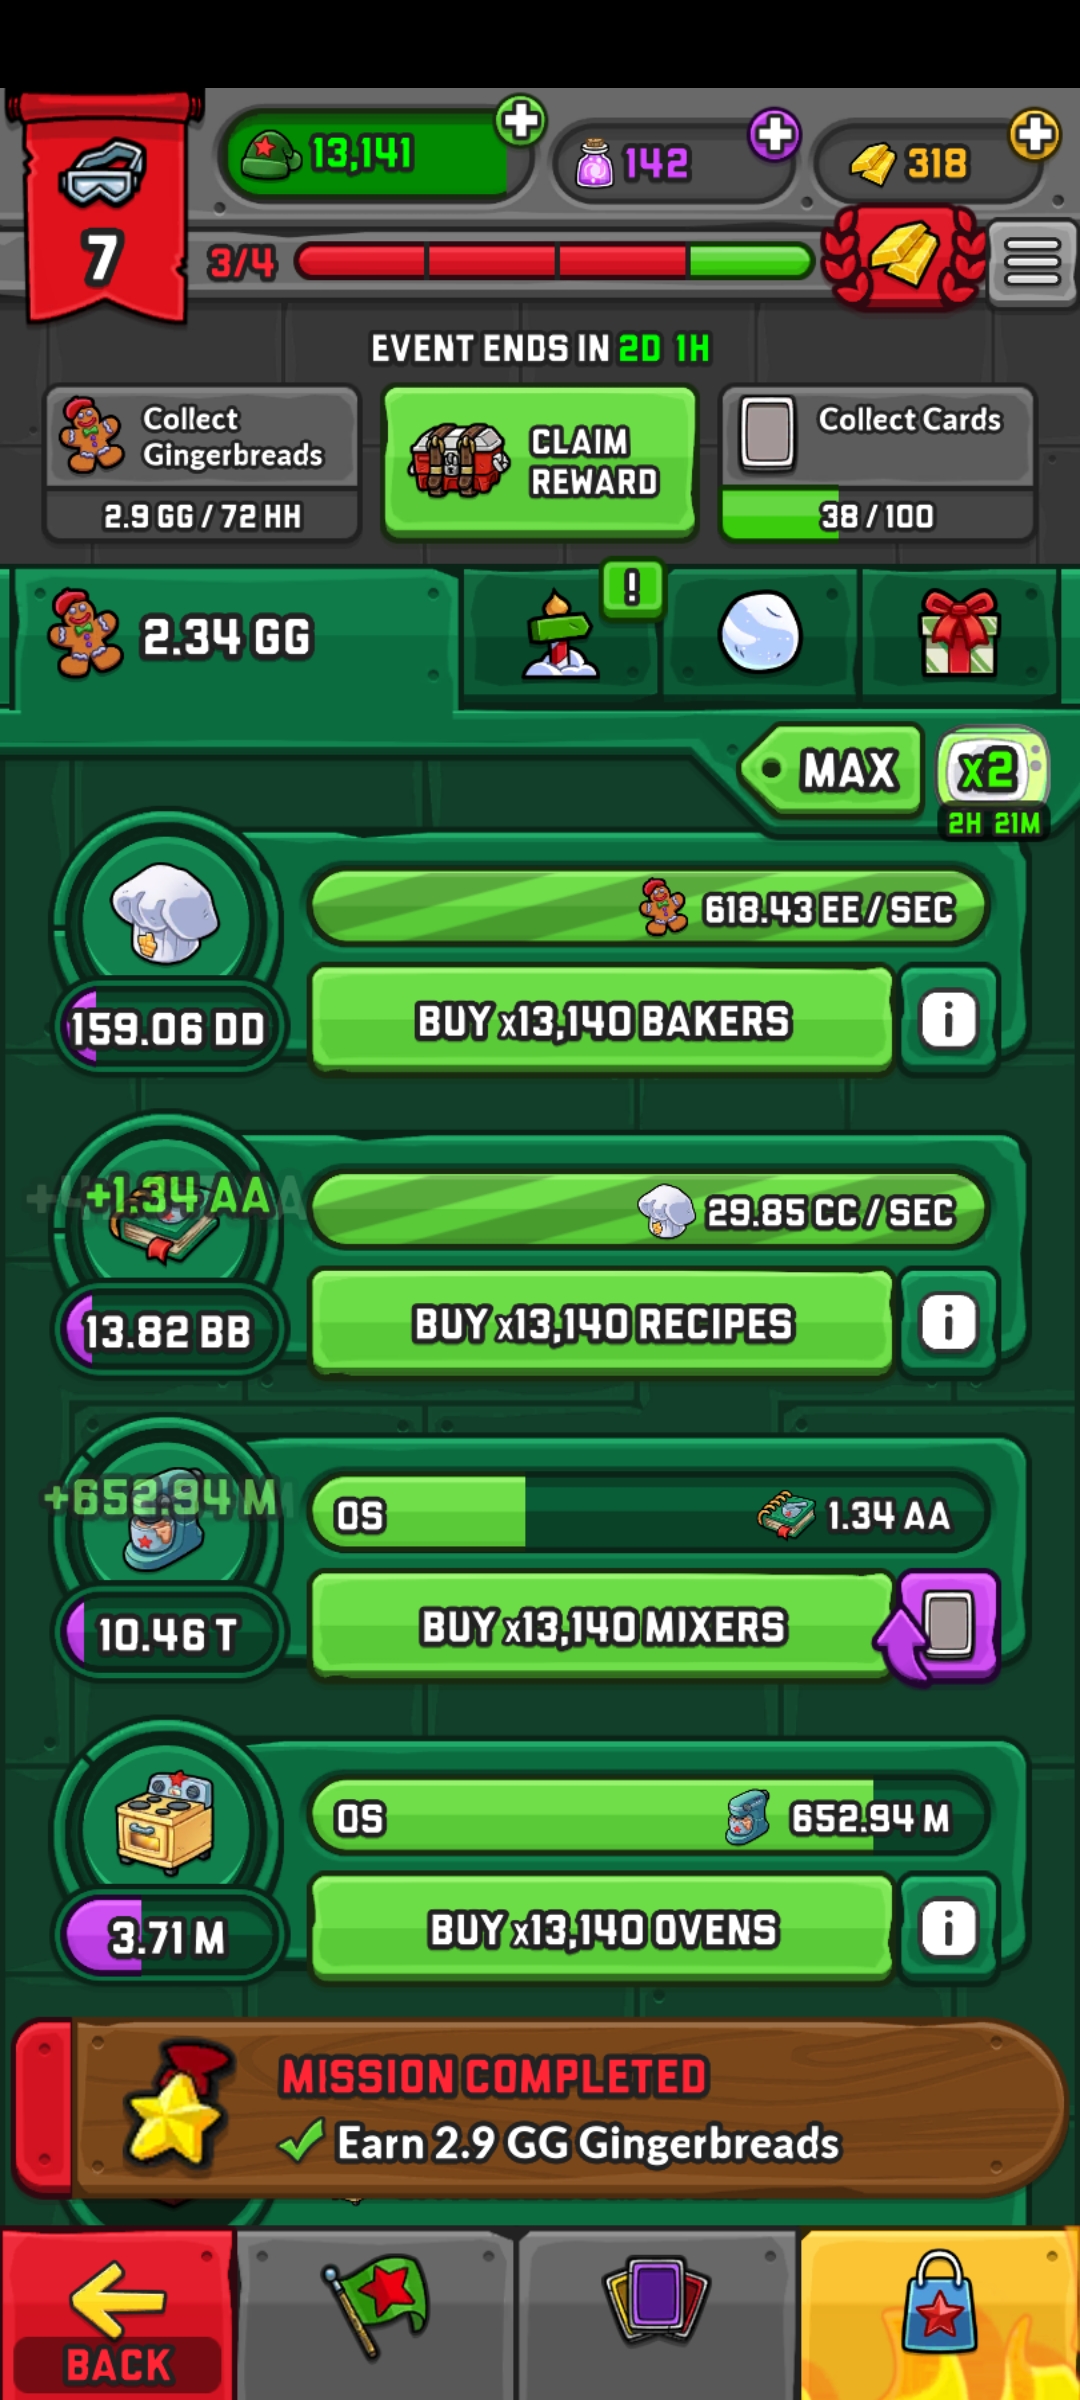 13,141
142
318
7
3/4
EVENT ENDS IN 2D 1H
Collect
Gingerbreads
2.9 GG / 72 HH
CLAIM
REWARD
Collect Cards
38 / 100
2.34 GG
!
MAX
x2
2H 21M
618.43 EE / SEC
159.06 DD
BUY x13,140 BAKERS
i
+1.34 AA
29.85 CC / SEC
13.82 BB
BUY x13,140 RECIPES
i
+652.94 M
0S
1.34 AA
10.46 T
BUY x13,140 MIXERS
0S
652.94 M
3.71 M
BUY x13,140 OVENS
i
MISSION COMPLETED
Earn 2.9 GG Gingerbreads
BACK